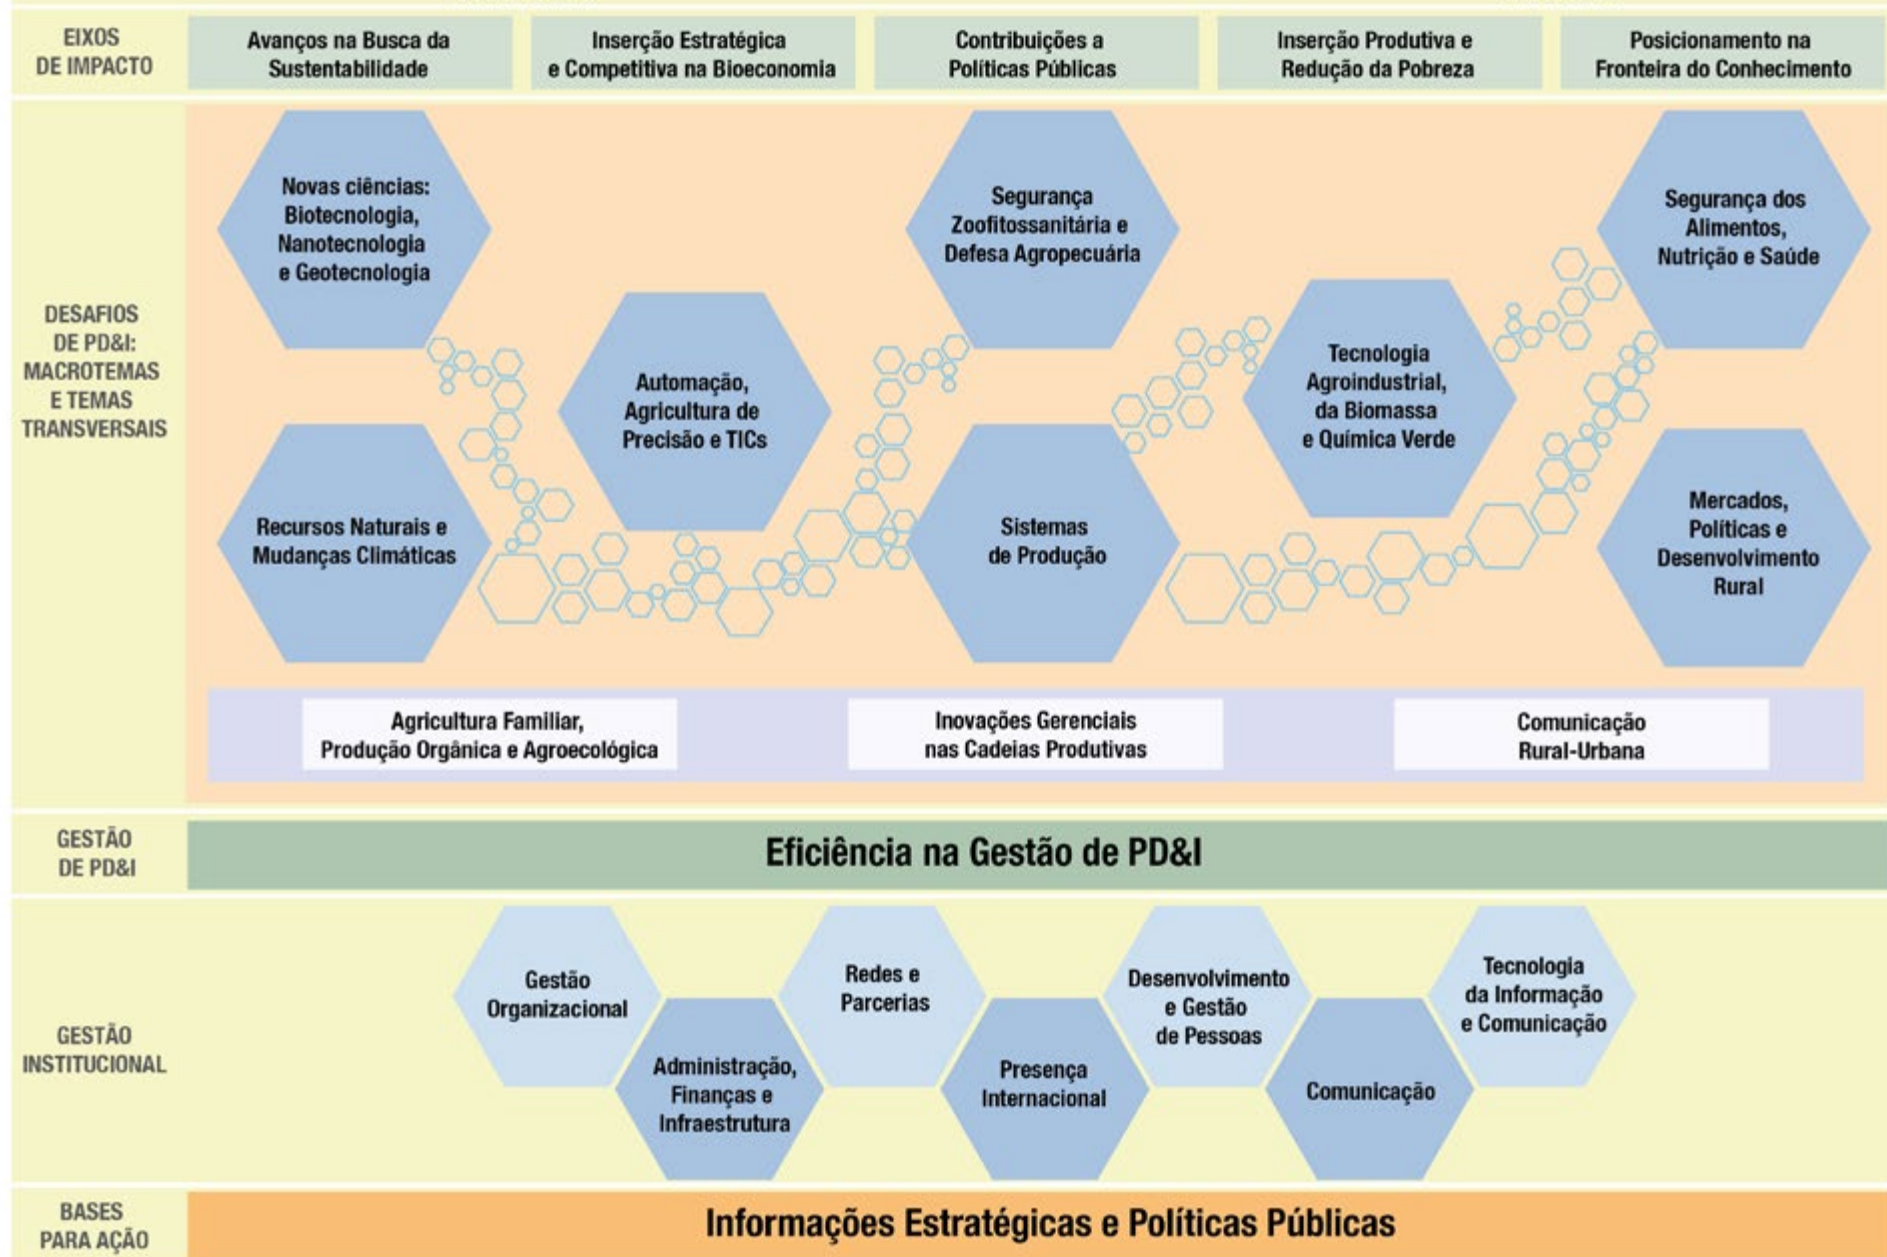 EIXOS
DE IMPACTO
Avanços na Busca da
Sustentabilidade
Inserção Estratégica
e Competitiva na Bioeconomia
Contribuições a
Políticas Públicas
Inserção Produtiva e
Redução da Pobreza
Posicionamento na
Fronteira do Conhecimento
DESAFIOS
DE PD&I:
MACROTEMAS
E TEMAS
TRANSVERSAIS
Novas ciências:
Biotecnologia,
Nanotecnologia
e Geotecnologia
Segurança
Zoofitossanitária e
Defesa Agropecuária
Segurança dos
Alimentos,
Nutrição e Saúde
Automação,
Agricultura de
Precisão e TICs
Tecnologia
Agroindustrial,
da Biomassa
e Química Verde
Recursos Naturais e
Mudanças Climáticas
Sistemas
de Produção
Mercados,
Políticas e
Desenvolvimento
Rural
Agricultura Familiar,
Produção Orgânica e Agroecológica
Inovações Gerenciais
nas Cadeias Produtivas
Comunicação
Rural-Urbana
GESTÃO
DE PD&I
Eficiência na Gestão de PD&I
GESTÃO
INSTITUCIONAL
Gestão
Organizacional
Administração,
Finanças e
Infraestrutura
Redes e
Parcerias
Presença
Internacional
Desenvolvimento
e Gestão
de Pessoas
Comunicação
Tecnologia
da Informação
e Comunicação
BASES
PARA AÇÃO
Informações Estratégicas e Políticas Públicas